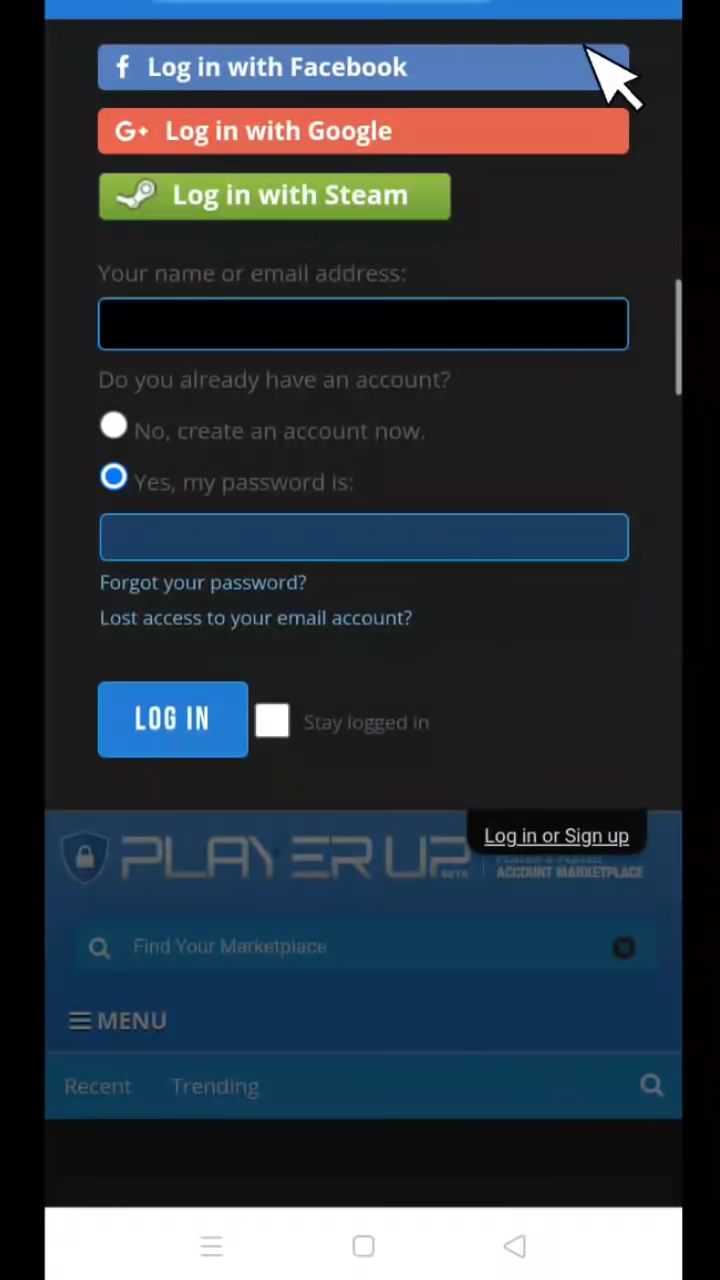 Log in with Facebook
G+ Log in with Google
Log in with Steam
Your name or email address:
Do you already have an account?
No, create an account now.
Yes, my password is:
Forgot your password?
Lost access to your email account?
LOG IN
Stay logged in
Log in or Sign up
PLAYER UP
BETA
ACCOUNT MARKETPLACE
Find Your Marketplace
MENU
Recent Trending